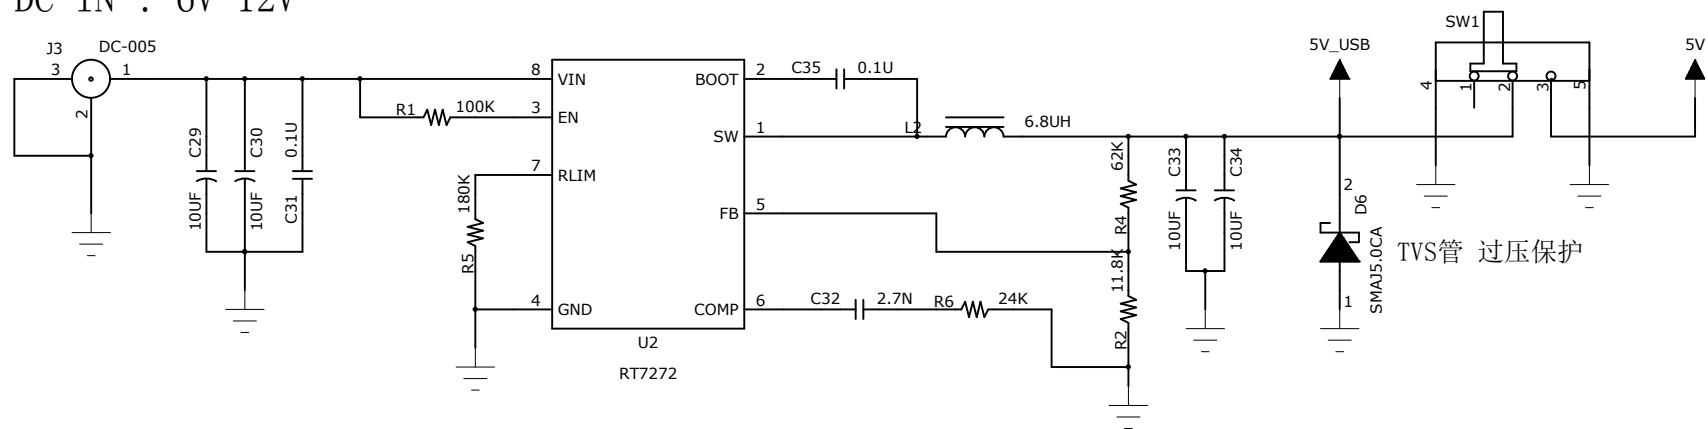 DC IN : 6V 12V
J3 DC-005
3
1
2
C29
10UF
C30
10UF
0.1U
C31
R1 100K
8 VIN
3 EN
7 RLIM
4 GND
180K
R5
BOOT 2
SW 1
FB 5
COMP 6
U2
RT7272
C35 0.1U
L2 6.8UH
C32 2.7N R6 24K
62K
R4
11.8K
R2
C33
10UF
C34
10UF
5V_USB
2
D6
SMAJ5.0CA
1
TVS管 过压保护
SW1
4
1
2
3
5
5V